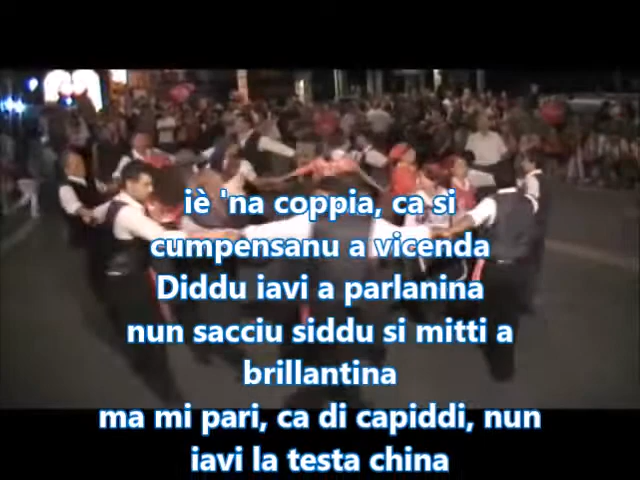 iè 'na coppia, ca si
cumpensanu a vicenda
Diddu iavi a parlanina
nun sacciu siddu si mitti a
brillantina
ma mi pari, ca di capiddi, nun
iavi la testa china